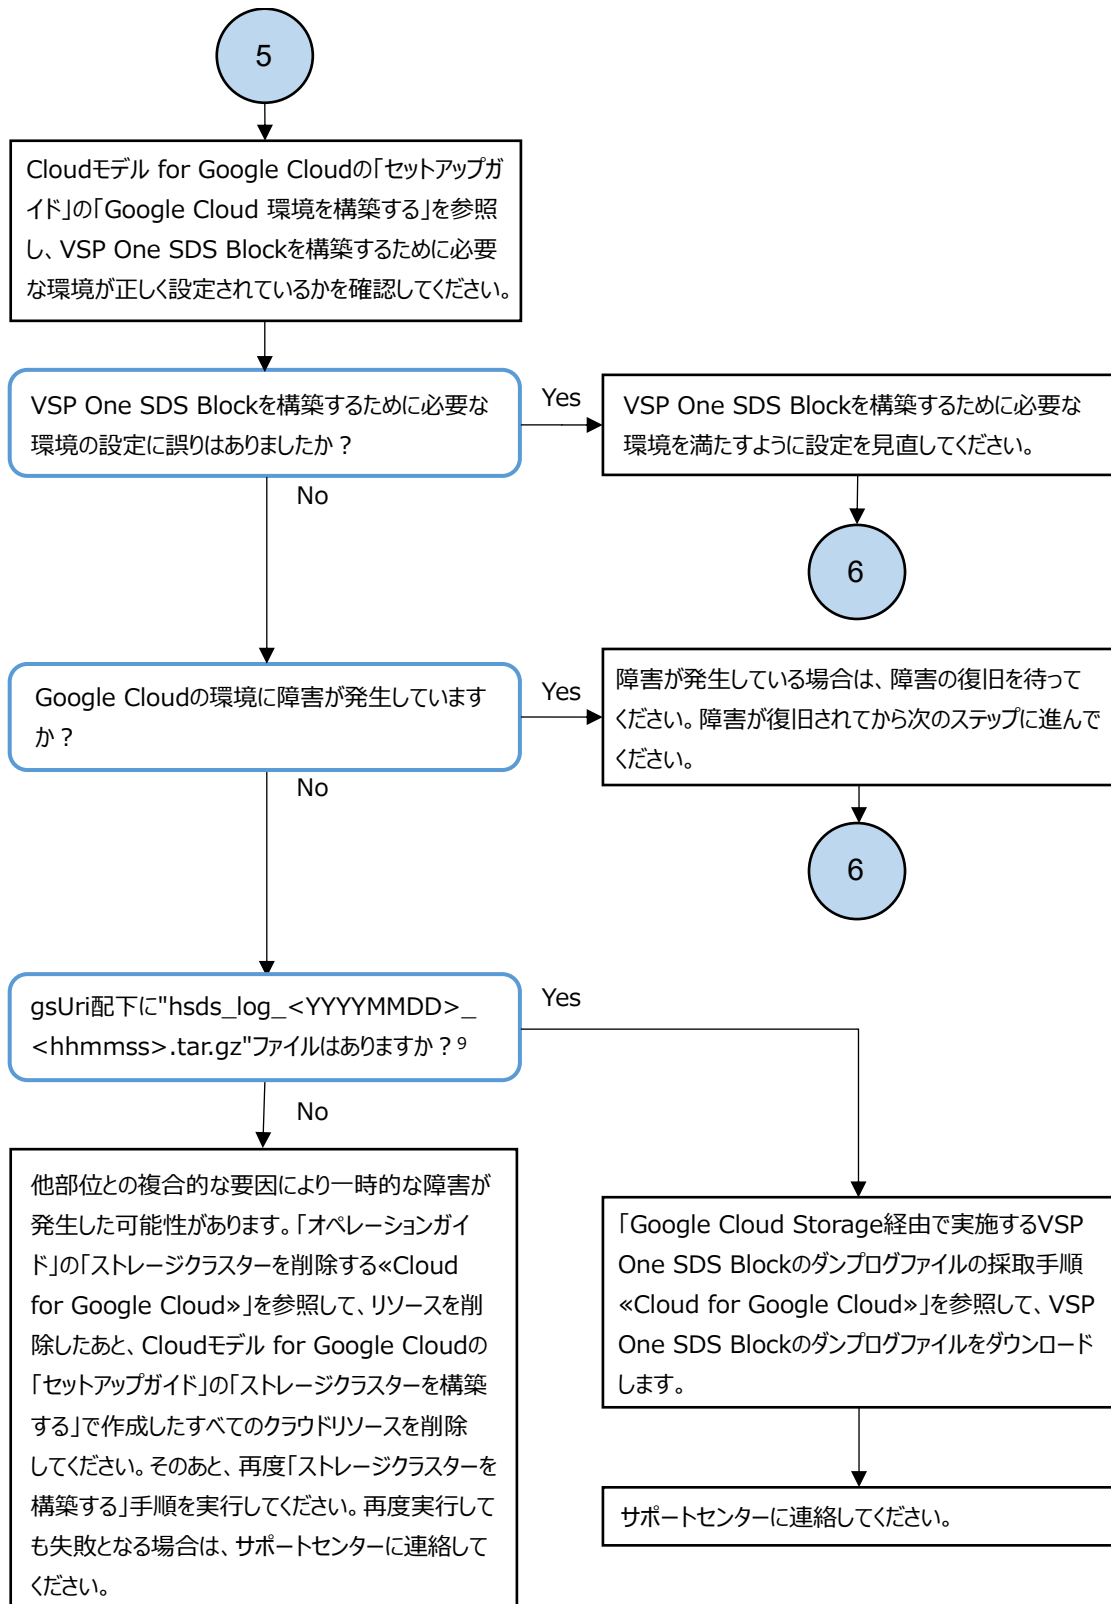 5
Cloudモデル for Google Cloudの「セットアップガ
イド」の「Google Cloud 環境を構築する」を参照
し、VSP One SDS Blockを構築するために必要
な環境が正しく設定されているかを確認してください。
VSP One SDS Blockを構築するために必要な
環境の設定に誤りはありましたか？
Yes
VSP One SDS Blockを構築するために必要な
環境を満たすように設定を見直してください。
No
6
Google Cloudの環境に障害が発生しています
か？
Yes
障害が発生している場合は、障害の復旧を待って
ください。障害が復旧されてから次のステップに進んで
ください。
No
6
gsUri配下に"hsds_log_<YYYYMMDD>_
<hhmmss>.tar.gz"ファイルはありますか？9
Yes
No
他部位との複合的な要因により一時的な障害が
発生した可能性があります。「オペレーションガイ
ド」の「ストレージクラスターを削除する«Cloud
for Google Cloud»」を参照して、リソースを削
除したあと、Cloudモデル for Google Cloudの
「セットアップガイド」の「ストレージクラスターを構築
する」で作成したすべてのクラウドリソースを削除
してください。そのあと、再度「ストレージクラスターを
構築する」手順を実行してください。再度実行して
も失敗となる場合は、サポートセンターに連絡して
ください。
「Google Cloud Storage経由で実施するVSP
One SDS Blockのダンプログファイルの採取手順
«Cloud for Google Cloud»」を参照して、VSP
One SDS Blockのダンプログファイルをダウンロード
します。
サポートセンターに連絡してください。